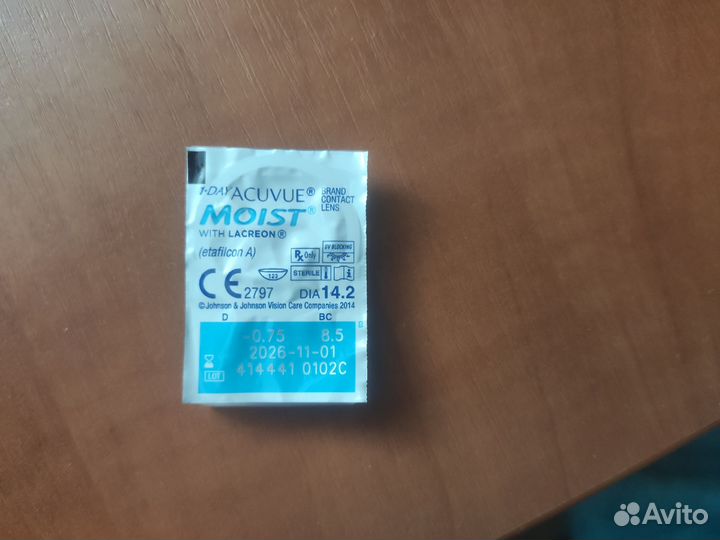 1-DAY ACUVUE® BRAND CONTACT LENS
MOIST®
WITH LACREON®
(etafilcon A)
Rx Only
UV BLOCKING
CE 2797
123
STERILE
DIA 14.2
©Johnson & Johnson Vision Care Companies 2014
D BC
-0.75 8.5
2026-11-01
LOT 414441 0102C
Avito